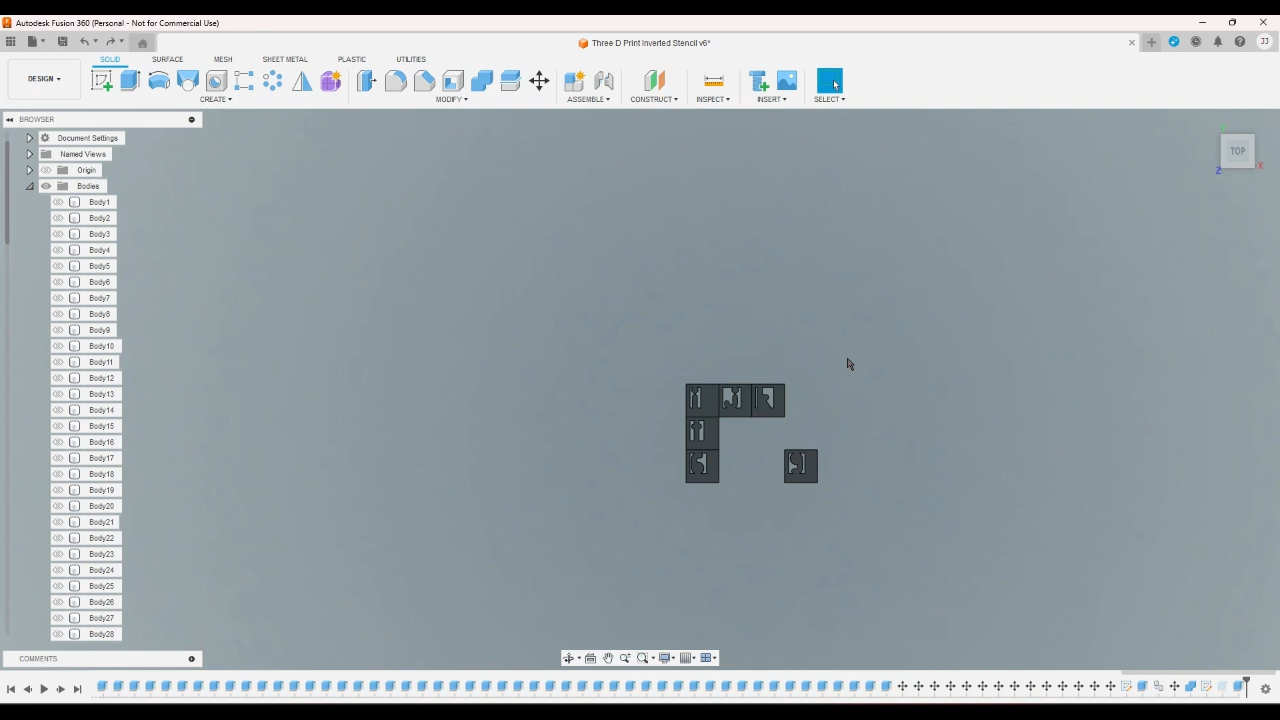 Autodesk Fusion 360 (Personal - Not for Commercial Use)
Three D Print Inverted Stencil v6*
JJ
SOLID SURFACE MESH SHEET METAL PLASTIC UTILITIES
DESIGN
CREATE MODIFY ASSEMBLE CONSTRUCT INSPECT INSERT SELECT
BROWSER
Document Settings
Named Views
Origin
Bodies
Body1
Body2
Body3
Body4
Body5
Body6
Body7
Body8
Body9
Body10
Body11
Body12
Body13
Body14
Body15
Body16
Body17
Body18
Body19
Body20
Body21
Body22
Body23
Body24
Body25
Body26
Body27
Body28
TOP
X
Z
COMMENTS